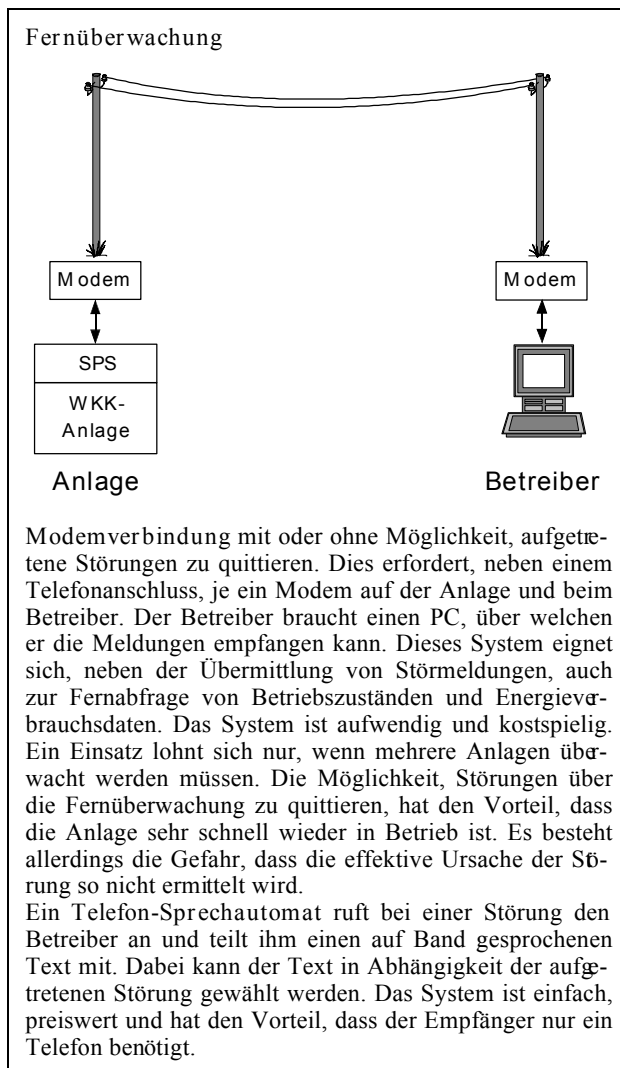 Fernüberwachung
Modem
Modem
SPS
WKK-
Anlage
Anlage
Betreiber
Modemverbindung mit oder ohne Möglichkeit, aufgetre-
tene Störungen zu quittieren. Dies erfordert, neben einem
Telefonanschluss, je ein Modem auf der Anlage und beim
Betreiber. Der Betreiber braucht einen PC, über welchen
er die Meldungen empfangen kann. Dieses System eignet
sich, neben der Übermittlung von Störmeldungen, auch
zur Fernabfrage von Betriebszuständen und Energiever-
brauchsdaten. Das System ist aufwendig und kostspielig.
Ein Einsatz lohnt sich nur, wenn mehrere Anlagen über-
wacht werden müssen. Die Möglichkeit, Störungen über
die Fernüberwachung zu quittieren, hat den Vorteil, dass
die Anlage sehr schnell wieder in Betrieb ist. Es besteht
allerdings die Gefahr, dass die effektive Ursache der Stö-
rung so nicht ermittelt wird.
Ein Telefon-Sprechautomat ruft bei einer Störung den
Betreiber an und teilt ihm einen auf Band gesprochenen
Text mit. Dabei kann der Text in Abhängigkeit der aufge-
tretenen Störung gewählt werden. Das System ist einfach,
preiswert und hat den Vorteil, dass der Empfänger nur ein
Telefon benötigt.